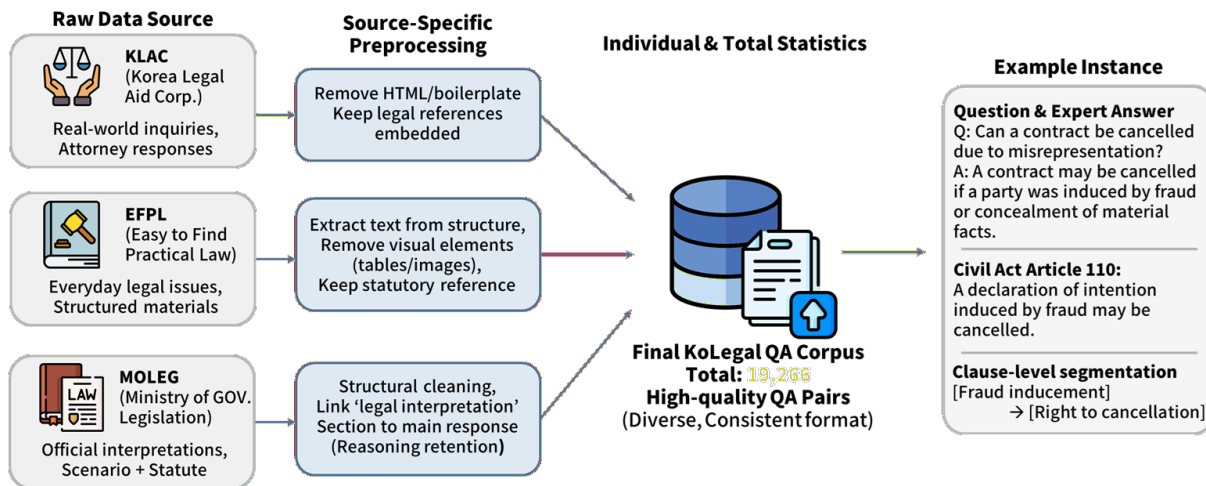 Raw Data Source
KLAC
(Korea Legal
Aid Corp.)
Real-world inquiries,
Attorney responses
EFPL
(Easy to Find
Practical Law)
Everyday legal issues,
Structured materials
LAW
MOLEG
(Ministry of GOV.
Legislation)
Official interpretations,
Scenario + Statute
Source-Specific
Preprocessing
Remove HTML/boilerplate
Keep legal references
embedded
Extract text from structure,
Remove visual elements
(tables/images),
Keep statutory reference
Structural cleaning,
Link ‘legal interpretation’
Section to main response
(Reasoning retention)
Individual & Total Statistics
Final KoLegal QA Corpus
Total: 19,266
High-quality QA Pairs
(Diverse, Consistent format)
Example Instance
Question & Expert Answer
Q: Can a contract be cancelled
due to misrepresentation?
A: A contract may be cancelled
if a party was induced by fraud
or concealment of material
facts.
Civil Act Article 110:
A declaration of intention
induced by fraud may be
cancelled.
Clause-level segmentation
[Fraud inducement]
→ [Right to cancellation]